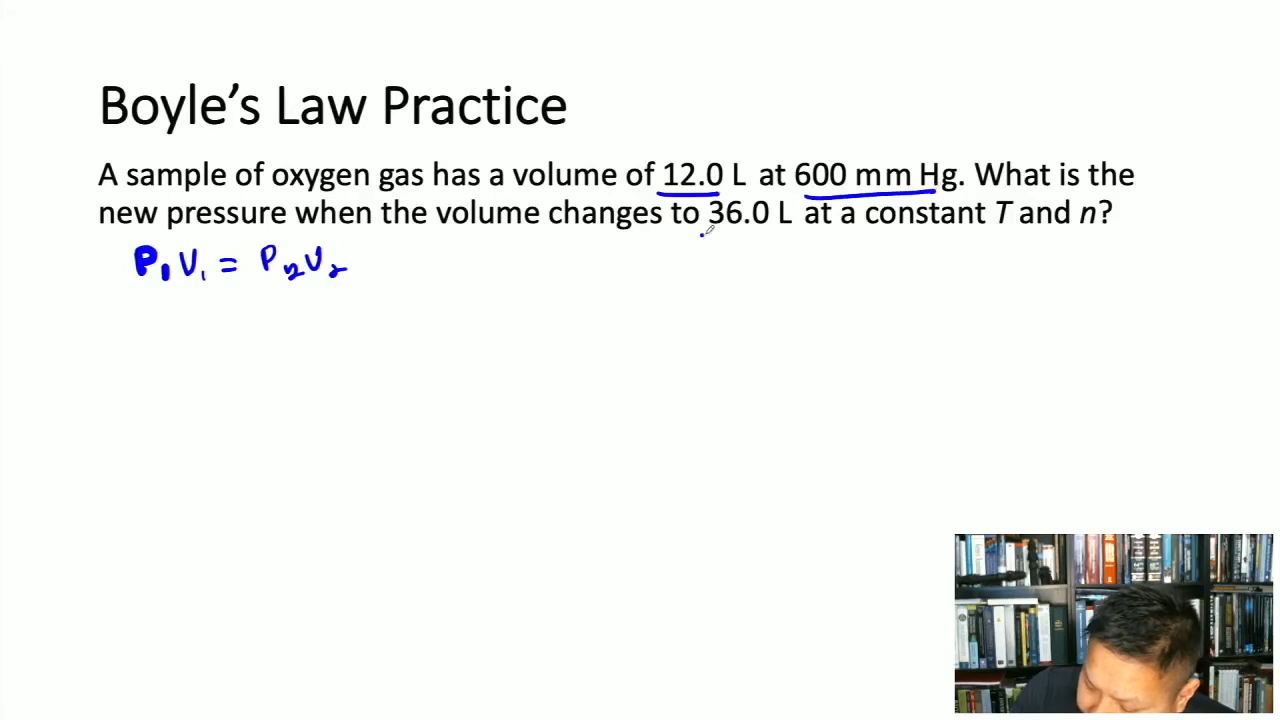 Boyle’s Law Practice
A sample of oxygen gas has a volume of 12.0 L at 600 mm Hg. What is the
new pressure when the volume changes to 36.0 L at a constant T and n?
P₁V₁ = P₂V₂